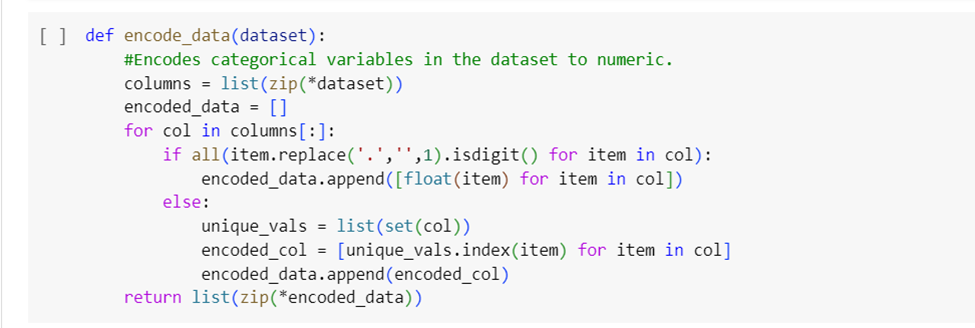 [ ] def encode_data(dataset):
#Encodes categorical variables in the dataset to numeric.
columns = list(zip(*dataset))
encoded_data = []
for col in columns[:]:
if all(item.replace('.','',1).isdigit() for item in col):
encoded_data.append([float(item) for item in col])
else:
unique_vals = list(set(col))
encoded_col = [unique_vals.index(item) for item in col]
encoded_data.append(encoded_col)
return list(zip(*encoded_data))